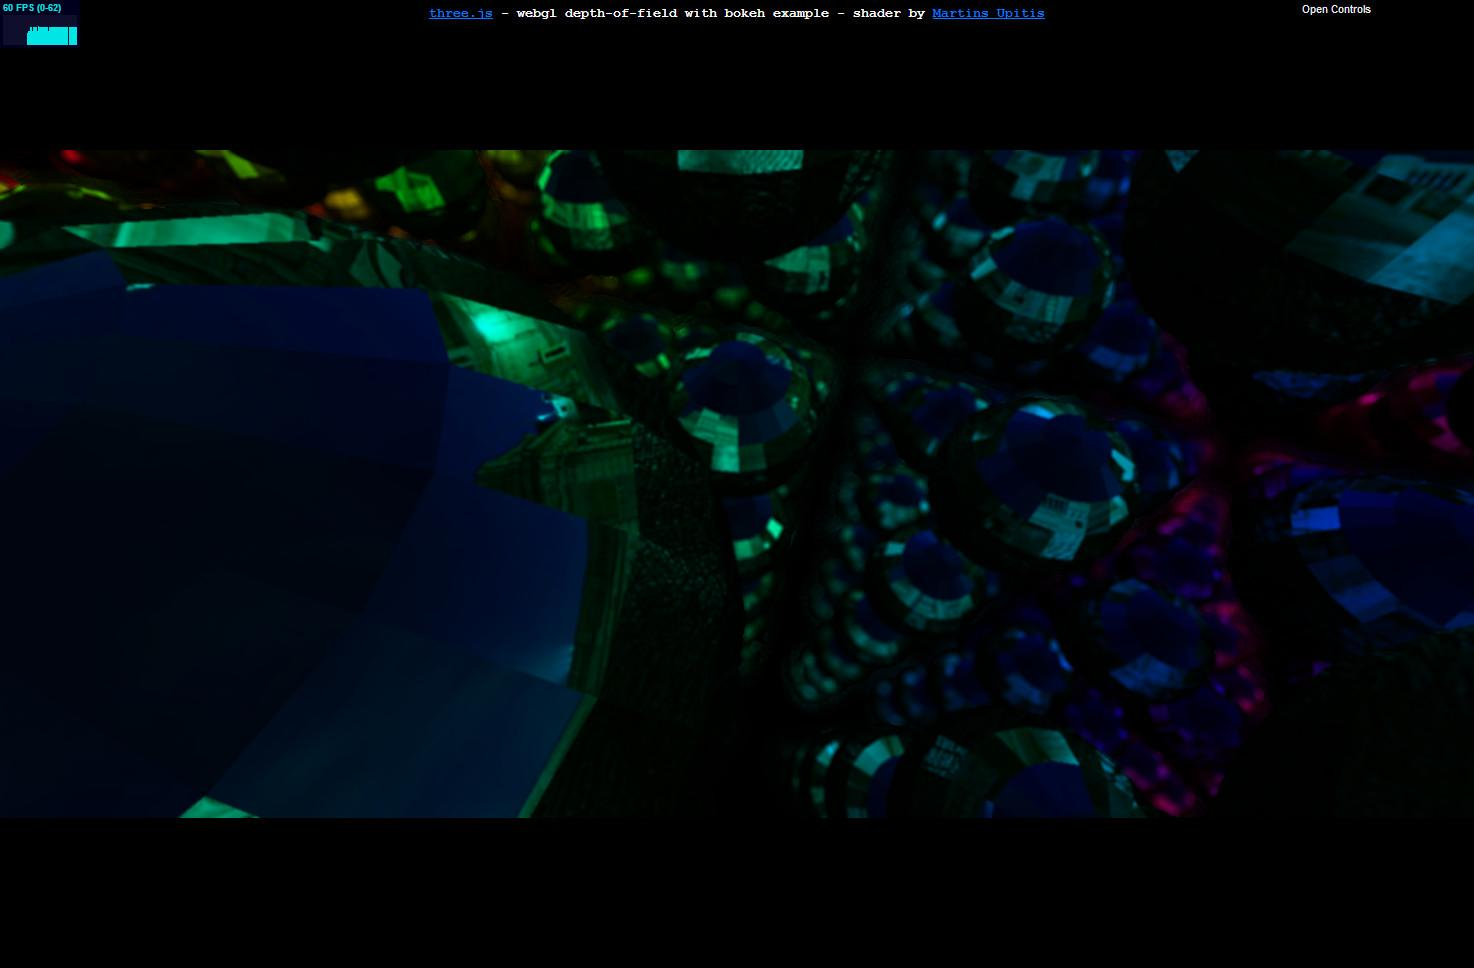 60 FPS (0-62)
three.js - webgl depth-of-field with bokeh example - shader by Martins Upitis
Open Controls